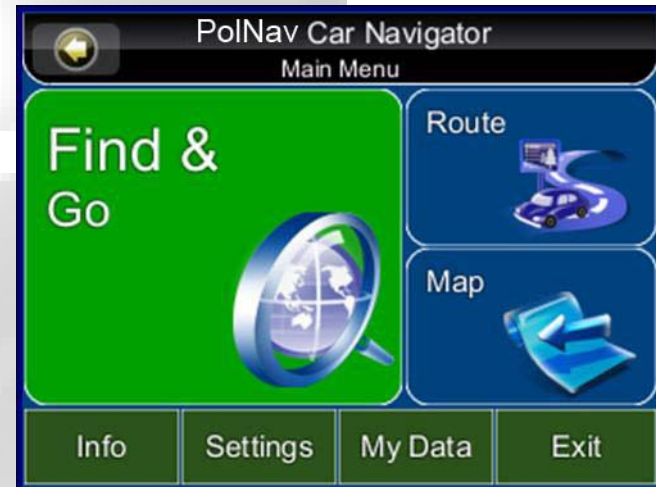 PolNav Car Navigator
Main Menu
Find &
Go
Route
Map
Info
Settings
My Data
Exit